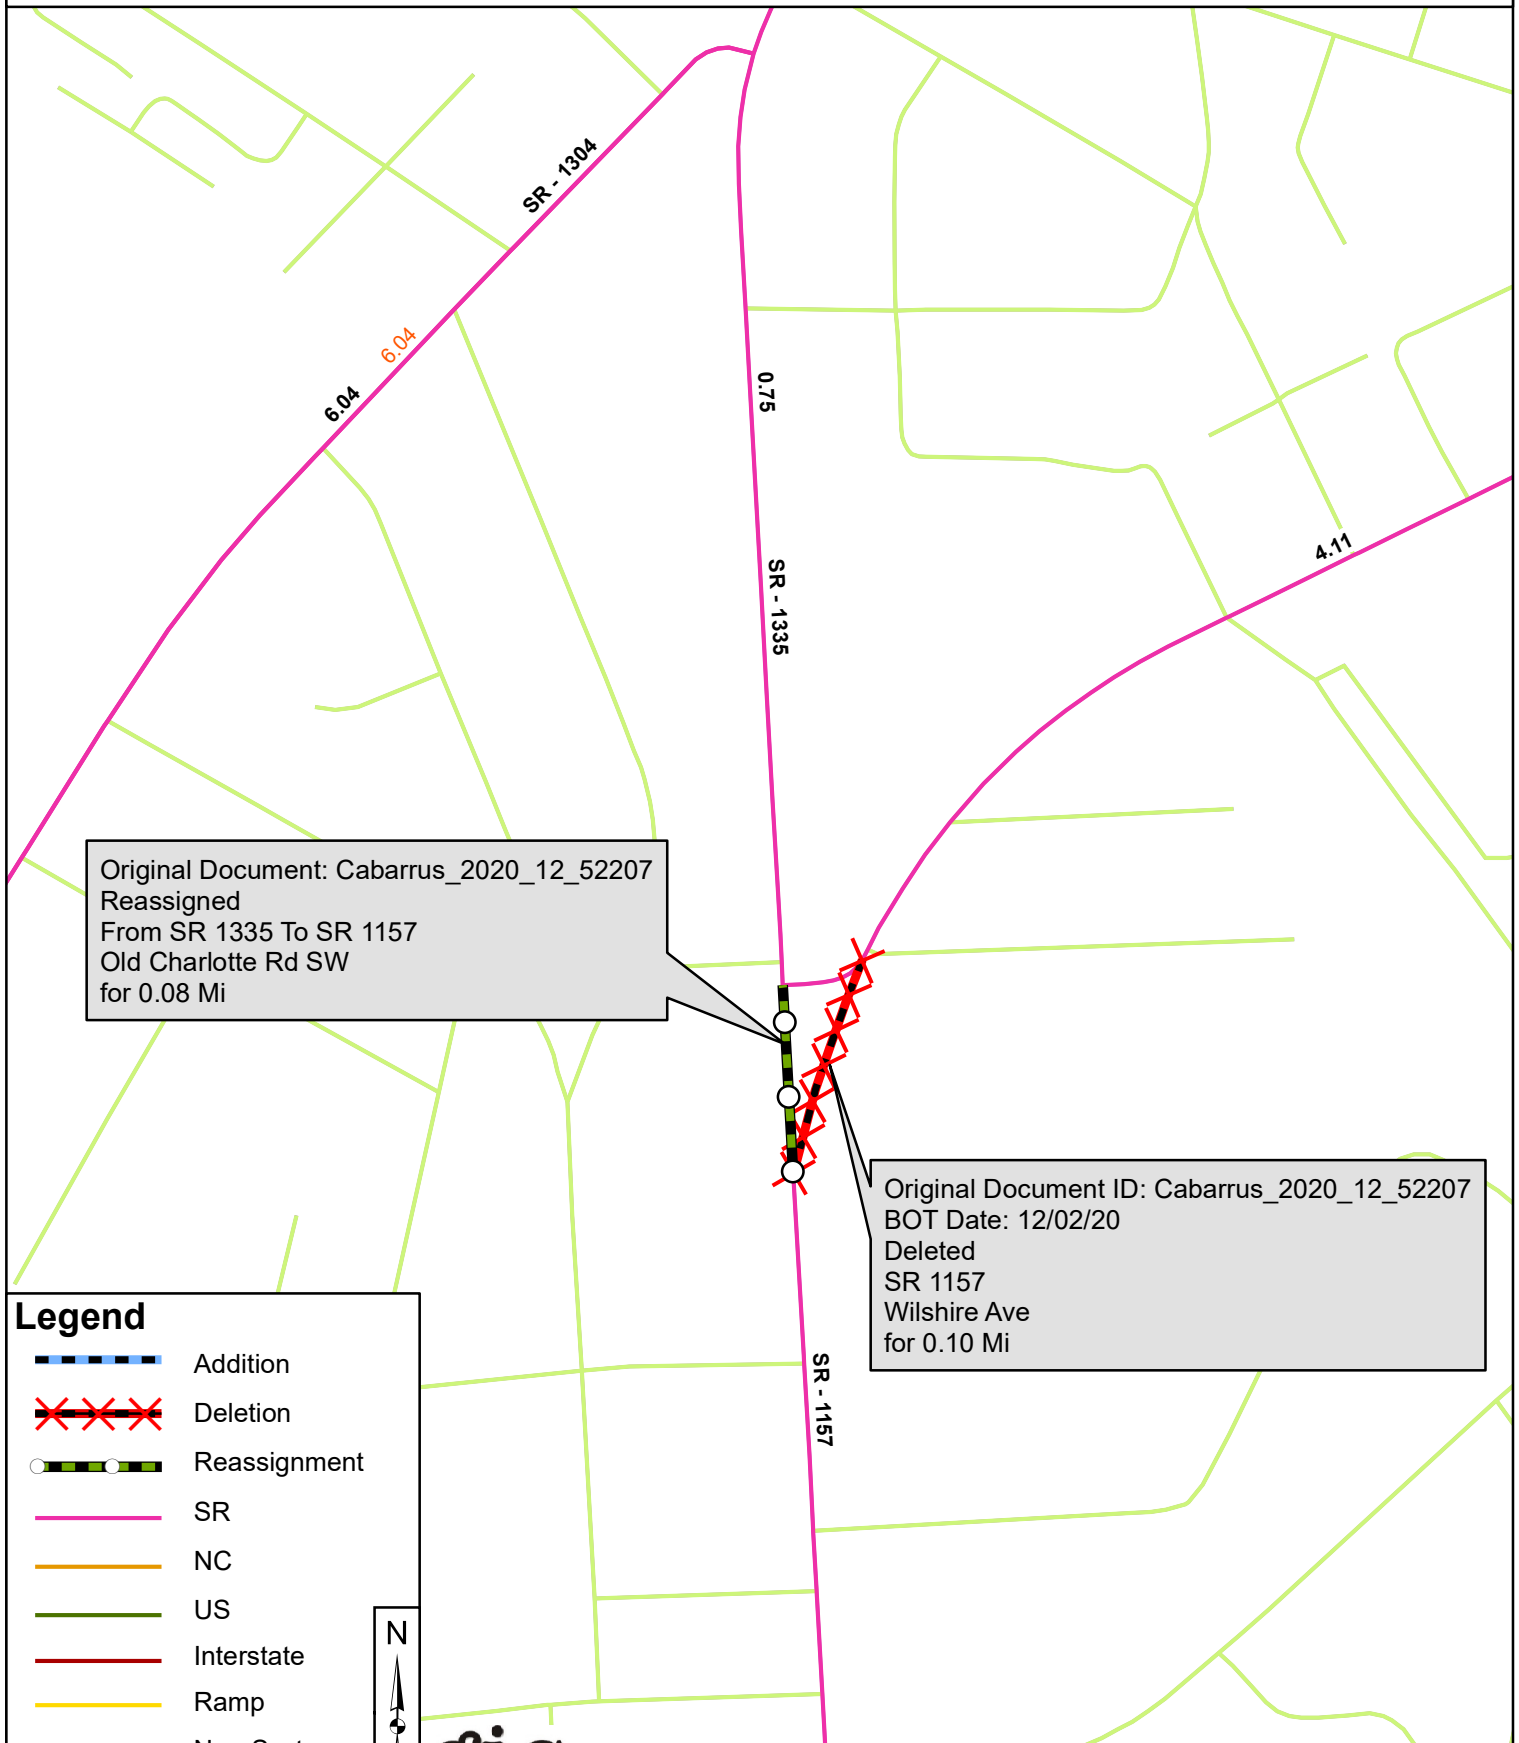 SR - 1304
6.04
6.04
0.75
SR - 1335
4.11
Original Document: Cabarrus_2020_12_52207
Reassigned
From SR 1335 To SR 1157
Old Charlotte Rd SW
for 0.08 Mi
Original Document ID: Cabarrus_2020_12_52207
BOT Date: 12/02/20
Deleted
SR 1157
Wilshire Ave
for 0.10 Mi
SR - 1157
Legend
Addition
Deletion
Reassignment
SR
NC
US
Interstate
Ramp
N